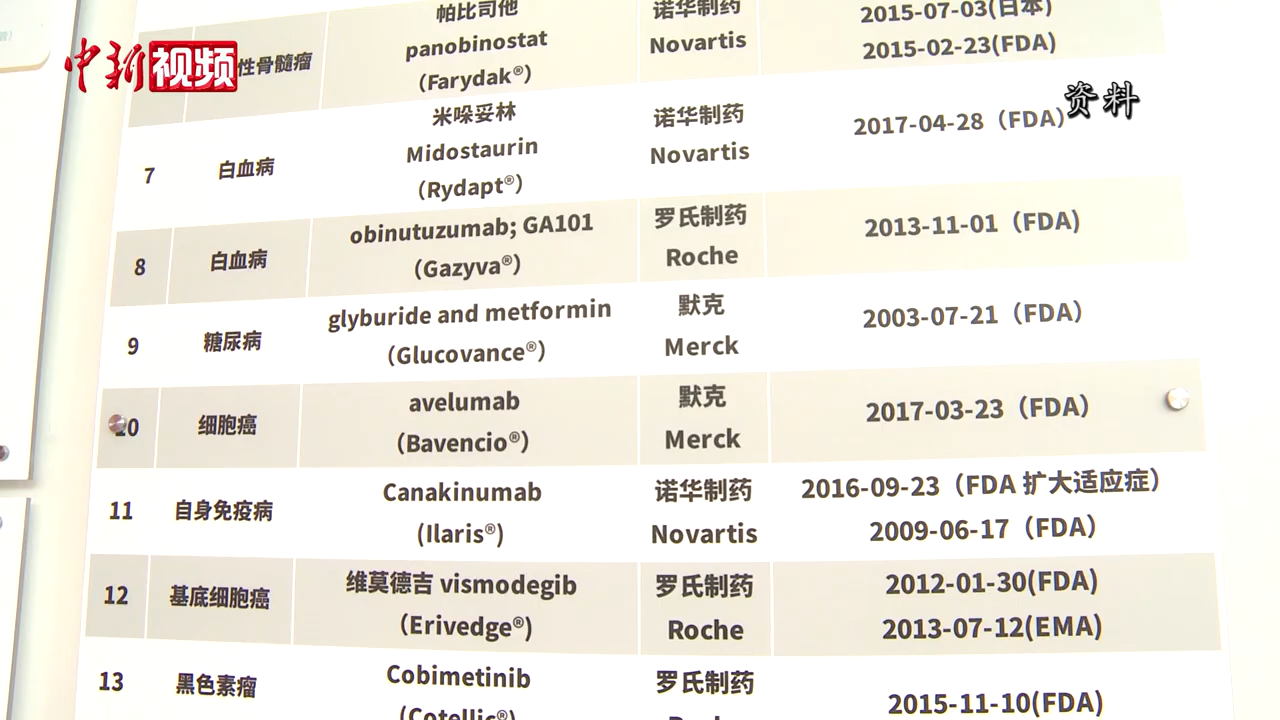 中新视频
资料
帕比司他
panobinostat
(Farydak®)
诺华制药
Novartis
2015-07-03(日本)
2015-02-23(FDA)
性骨髓瘤
7
白血病
米哚妥林
Midostaurin
(Rydapt®)
诺华制药
Novartis
2017-04-28（FDA）
8
白血病
obinutuzumab; GA101
(Gazyva®)
罗氏制药
Roche
2013-11-01（FDA)
9
糖尿病
glyburide and metformin
(Glucovance®)
默克
Merck
2003-07-21（FDA）
10
细胞癌
avelumab
(Bavencio®)
默克
Merck
2017-03-23（FDA）
11
自身免疫病
Canakinumab
(Ilaris®)
诺华制药
Novartis
2016-09-23（FDA 扩大适应症）
2009-06-17（FDA）
12
基底细胞癌
维莫德吉 vismodegib
（Erivedge®)
罗氏制药
Roche
2012-01-30(FDA)
2013-07-12(EMA)
13
黑色素瘤
Cobimetinib
(Cotellic®)
罗氏制药
2015-11-10(FDA)